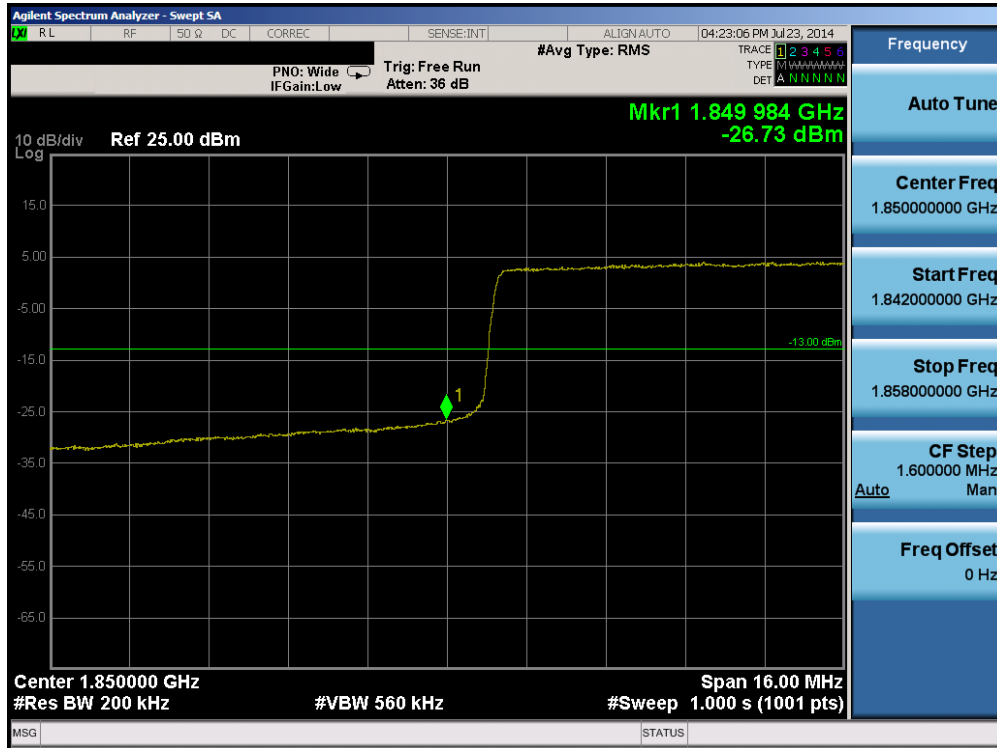 Agilent Spectrum Analyzer - Swept SA
LXI RL RF 50 Ω DC CORREC SENSE:INT ALIGN AUTO 04:23:06 PM Jul 23, 2014
Frequency
#Avg Type: RMS
TRACE 1 2 3 4 5 6
PNO: Wide
Trig: Free Run
TYPE M
IFGain:Low
Atten: 36 dB
DET A N N N N N
Auto Tune
Mkr1 1.849 984 GHz
-26.73 dBm
10 dB/div
Ref 25.00 dBm
Log
Center Freq
1.850000000 GHz
15.0
5.00
Start Freq
1.842000000 GHz
-5.00
-13.00 dBm
-15.0
Stop Freq
1.858000000 GHz
1
-25.0
CF Step
1.600000 MHz
Auto Man
-35.0
-45.0
Freq Offset
0 Hz
-55.0
-65.0
Center 1.850000 GHz
Span 16.00 MHz
#Res BW 200 kHz
#VBW 560 kHz
#Sweep 1.000 s (1001 pts)
MSG
STATUS